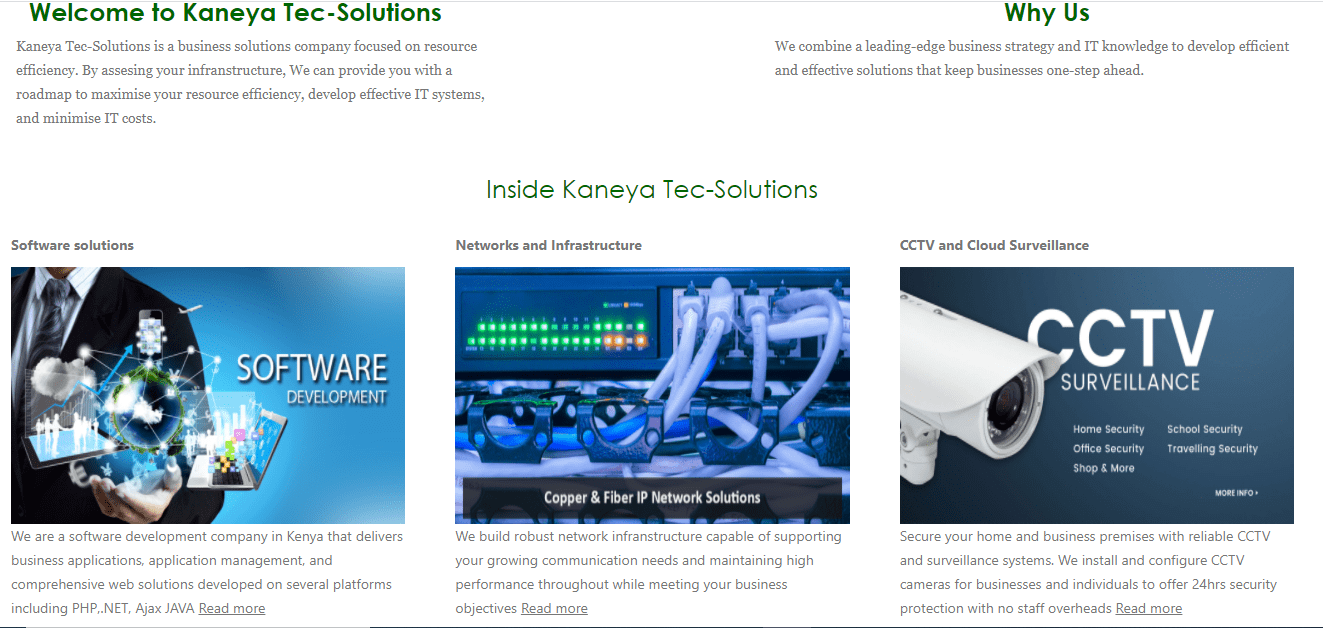 Welcome to Kaneya Tec-Solutions
Kaneya Tec-Solutions is a business solutions company focused on resource
efficiency. By assesing your infranstructure, We can provide you with a
roadmap to maximise your resource efficiency, develop effective IT systems,
and minimise IT costs.
Why Us
We combine a leading-edge business strategy and IT knowledge to develop efficient
and effective solutions that keep businesses one-step ahead.
Inside Kaneya Tec-Solutions
Software solutions
SOFTWARE
DEVELOPMENT
We are a software development company in Kenya that delivers
business applications, application management, and
comprehensive web solutions developed on several platforms
including PHP,.NET, Ajax JAVA Read more
Networks and Infrastructure
Copper & Fiber IP Network Solutions
We build robust network infranstructure capable of supporting
your growing communication needs and maintaining high
performance throughout while meeting your business
objectives Read more
CCTV and Cloud Surveillance
CCTV
SURVEILLANCE
Home Security School Security
Office Security Travelling Security
Shop & More
MORE INFO ›
Secure your home and business premises with reliable CCTV
and surveillance systems. We install and configure CCTV
cameras for businesses and individuals to offer 24hrs security
protection with no staff overheads Read more